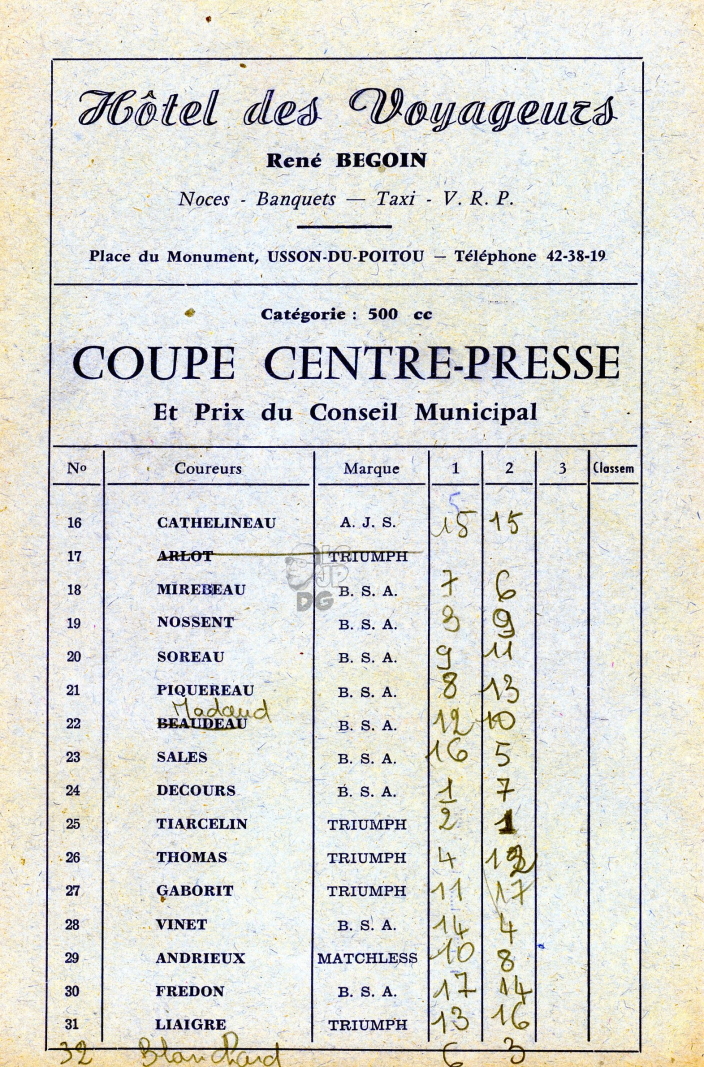 Hôtel des Voyageurs
René BEGOIN
Noces - Banquets — Taxi - V. R. P.
Place du Monument, USSON-DU-POITOU — Téléphone 42-38-19
Catégorie : 500 cc
COUPE CENTRE-PRESSE
Et Prix du Conseil Municipal
No Coureurs Marque 1 2 3 Classem
5
16 CATHELINEAU A. J. S. 15 15
17 ARLOT TRIUMPH
JP
DG
18 MIREBEAU B. S. A. 7 6
19 NOSSENT B. S. A. 3 9
20 SOREAU B. S. A. 9 11
21 PIQUEREAU B. S. A. 8 13
Madaud
22 BEAUDEAU B. S. A. 12 10
23 SALES B. S. A. 16 5
24 DECOURS B. S. A. 1 7
25 TIARCELIN TRIUMPH 2 1
26 THOMAS TRIUMPH 4
27 GABORIT TRIUMPH 11 17
28 VINET B. S. A. 14 4
29 ANDRIEUX MATCHLESS 10 8
30 FREDON B. S. A. 17 14
31 LIAIGRE TRIUMPH 13 16
32 Blanchard 6 3